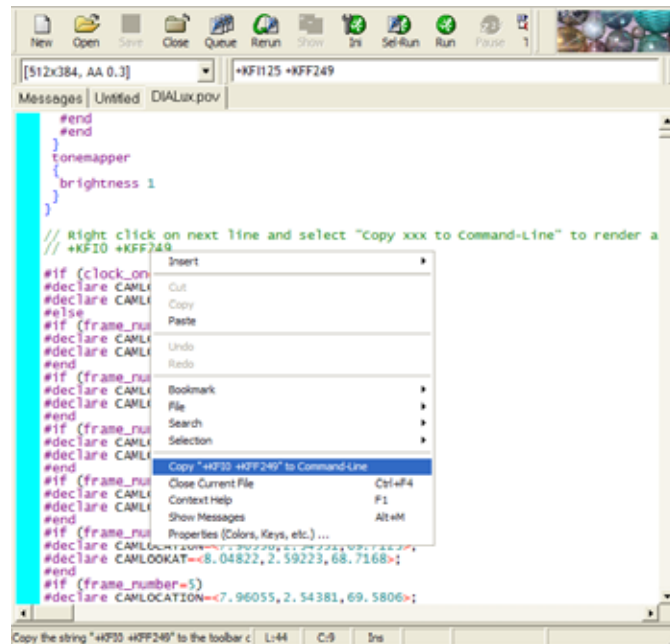 New Open Save Close Queue Rerun Show Ini Sel-Run Run Pause
[512x384, AA 0.3] +KFI125 +KFF249
Messages Untitled DIALux.pov
#end
#end
}
tonemapper
{
brightness 1
}
}
// Right click on next line and select "Copy xxx to Command-Line" to render a
// +KFI0 +KFF249
#if (clock_on
#declare CAML
#declare CAML
#else
#if (frame_nu
#declare CAML
#declare CAML
#end
#if (frame_nu
#declare CAML
#declare CAML
#end
#if (frame_nu
#declare CAML
#declare CAML
#end
#if (frame_nu
#declare CAML
#declare CAML
#end
#if (frame_nu
#declare CAMLOCATION=
#declare CAMLOOKAT=<8.04822,2.59223,68.7168>;
#end
#if (frame_number=5)
#declare CAMLOCATION=<7.96055,2.54381,69.5806>;
Insert
Cut
Copy
Paste
Undo
Redo
Bookmark
File
Search
Selection
Copy "+KFI0 +KFF249" to Command-Line
Close Current File Ctrl+F4
Context Help F1
Show Messages Alt+M
Properties (Colors, Keys, etc.) ...
Copy the string "+KFI0 +KFF249" to the toolbar c L:44 C:9 Ins